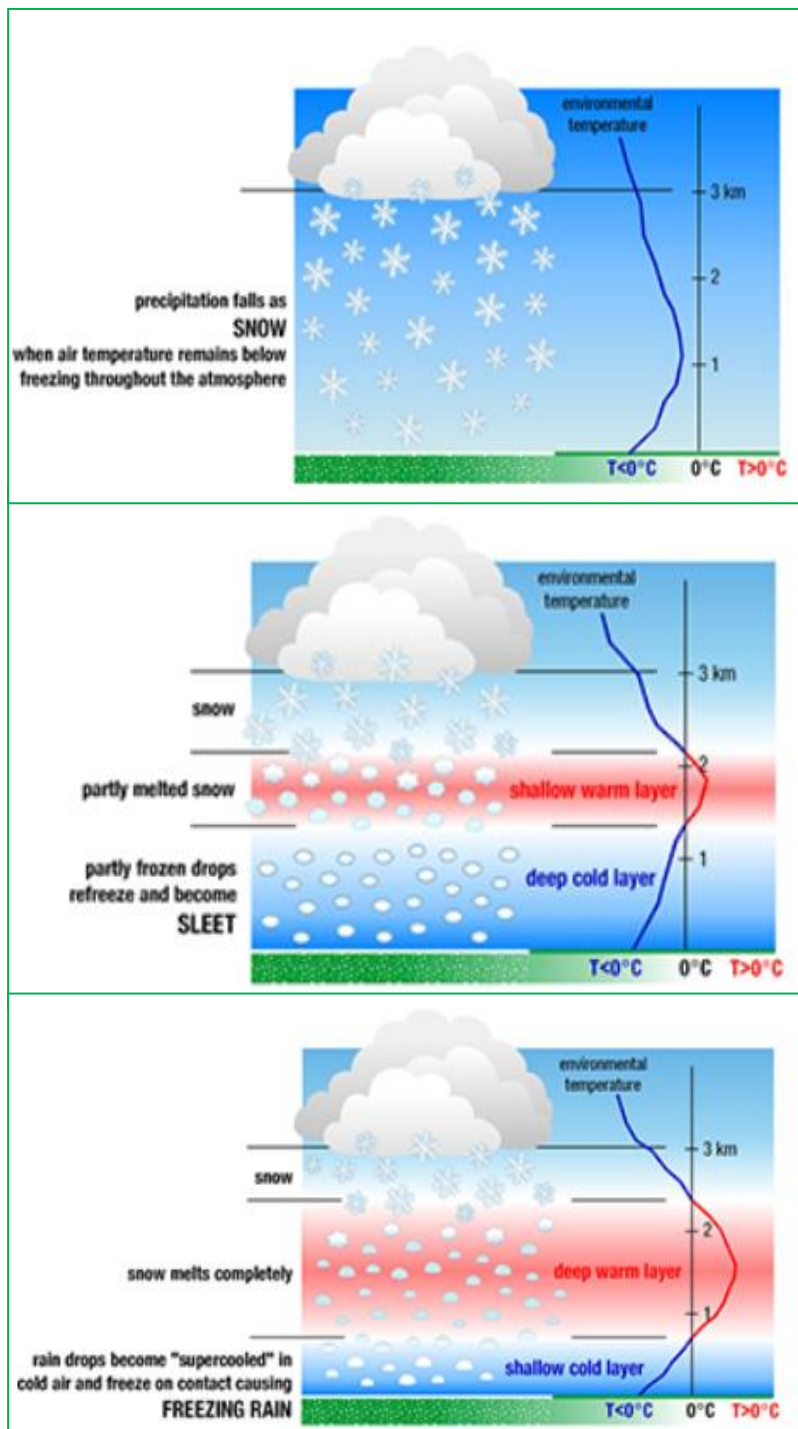 environmental
temperature
3 km
2
1
precipitation falls as
SNOW
when air temperature remains below
freezing throughout the atmosphere
T<0°C 0°C T>0°C
environmental
temperature
3 km
snow
2
partly melted snow
shallow warm layer
1
partly frozen drops
refreeze and become
SLEET
deep cold layer
T<0°C 0°C T>0°C
environmental
temperature
3 km
snow
2
snow melts completely
deep warm layer
1
rain drops become "supercooled" in
cold air and freeze on contact causing
FREEZING RAIN
shallow cold layer
T<0°C 0°C T>0°C